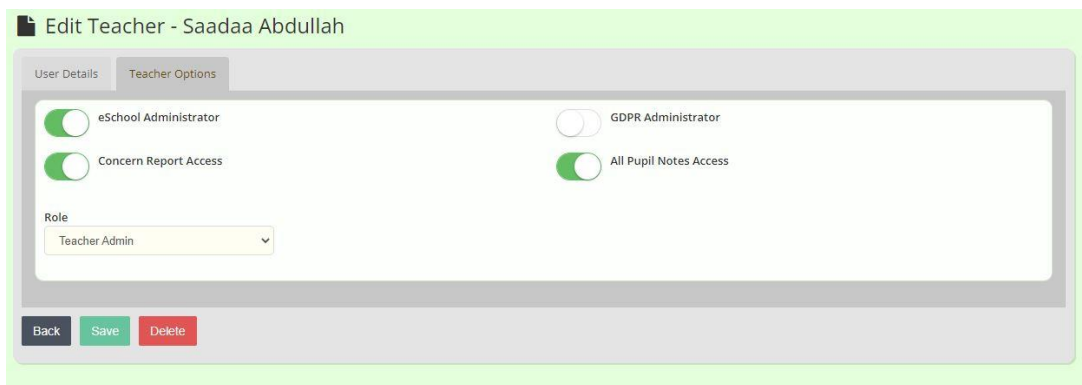 Edit Teacher - Saadaa Abdullah
User Details Teacher Options
eSchool Administrator GDPR Administrator
Concern Report Access All Pupil Notes Access
Role
Teacher Admin
Back Save Delete